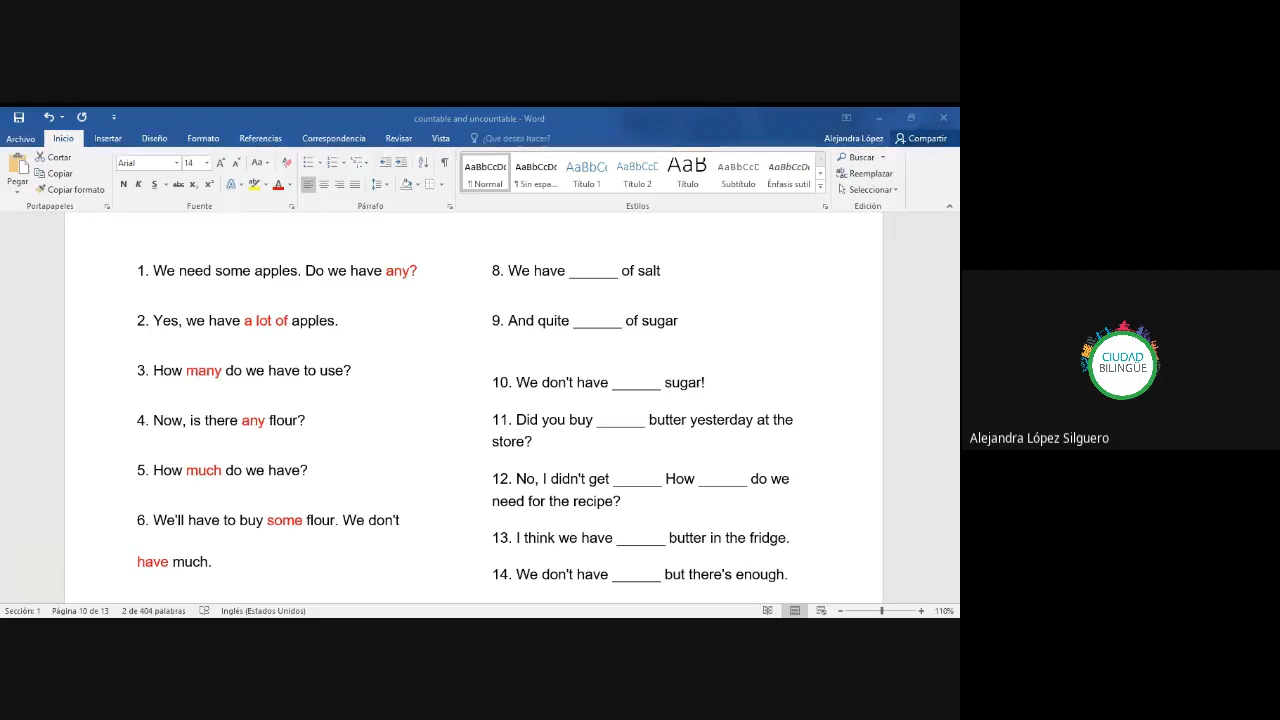 countable and uncountable - Word
Archivo Inicio Insertar Diseño Formato Referencias Correspondencia Revisar Vista ¿Qué desea hacer? Alejandra López Compartir
Pegar
Cortar
Copiar
Copiar formato
Portapapeles
Arial 14
N K S abc x₂ x²
Fuente
Párrafo
AaBbCcDc AaBbCcDc AaBbCc AaBbCcD AaB AaBbCcD AaBbCcDc
¶ Normal ¶ Sin espa... Título 1 Título 2 Título Subtítulo Énfasis sutil
Estilos
Buscar
Reemplazar
Seleccionar
Edición
1. We need some apples. Do we have any?
2. Yes, we have a lot of apples.
3. How many do we have to use?
4. Now, is there any flour?
5. How much do we have?
6. We'll have to buy some flour. We don't
have much.
8. We have ______ of salt
9. And quite ______ of sugar
10. We don't have ______ sugar!
11. Did you buy ______ butter yesterday at the
store?
12. No, I didn't get ______ How ______ do we
need for the recipe?
13. I think we have ______ butter in the fridge.
14. We don't have ______ but there's enough.
Sección: 1 Página 10 de 13 2 de 404 palabras Inglés (Estados Unidos) 110%
CIUDAD
BILINGÜE
Alejandra López Silguero